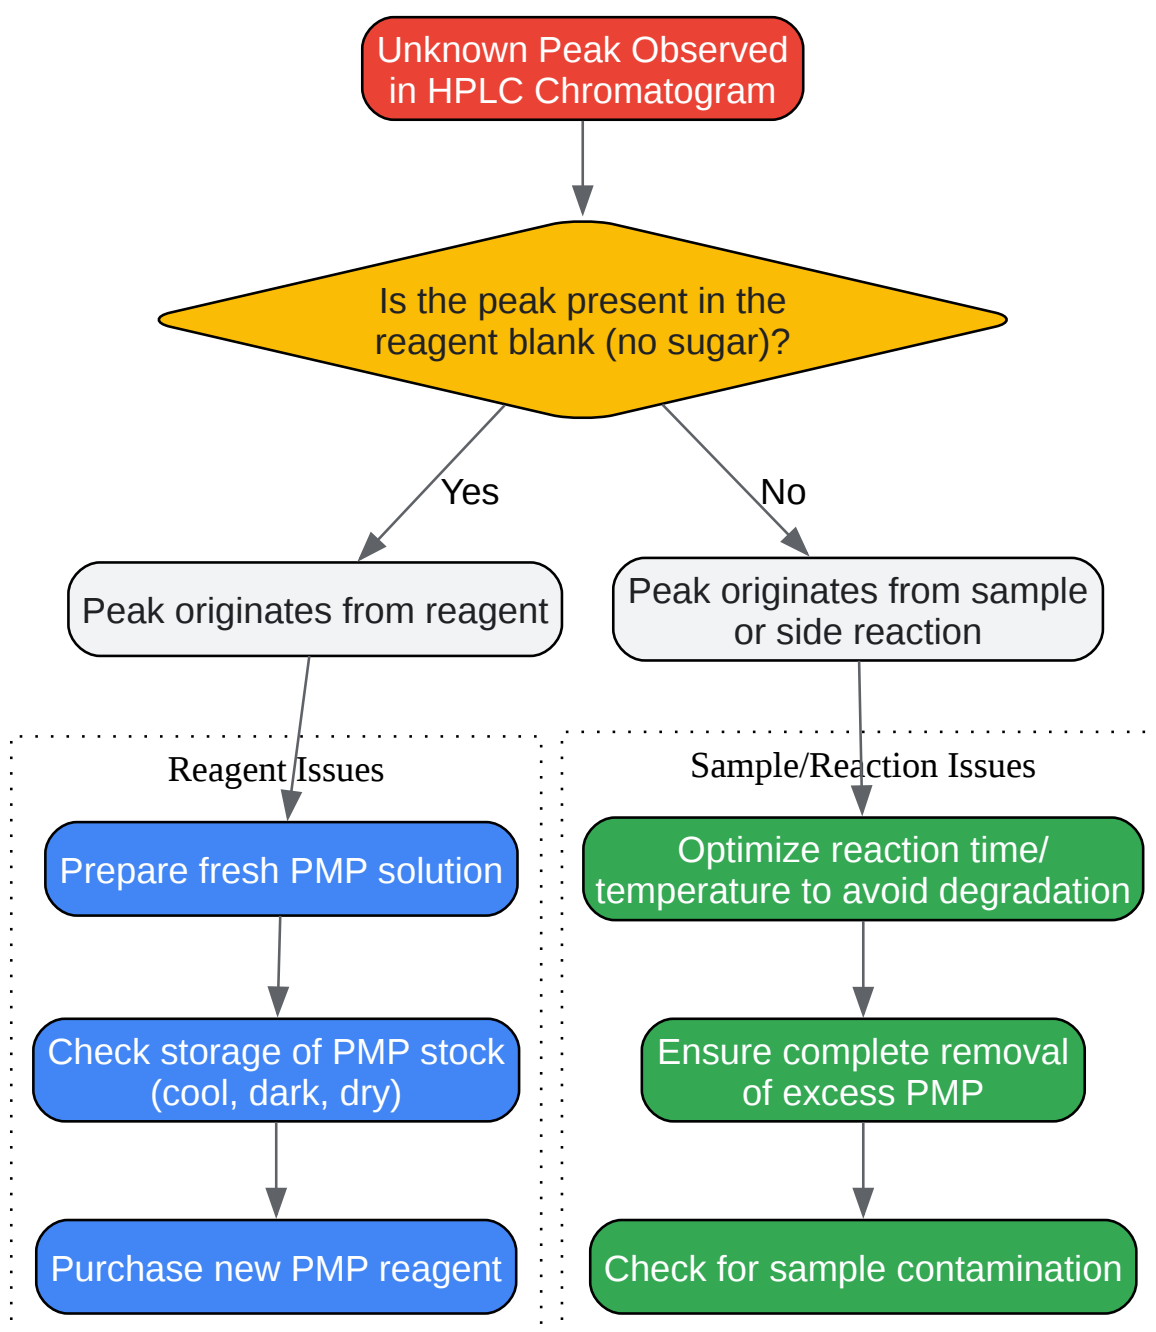 Unknown Peak Observed
in HPLC Chromatogram
Is the peak present in the
reagent blank (no sugar)?
Yes
No
Peak originates from reagent
Peak originates from sample
or side reaction
Reagent Issues
Sample/Reaction Issues
Prepare fresh PMP solution
Optimize reaction time/
temperature to avoid degradation
Check storage of PMP stock
(cool, dark, dry)
Ensure complete removal
of excess PMP
Purchase new PMP reagent
Check for sample contamination